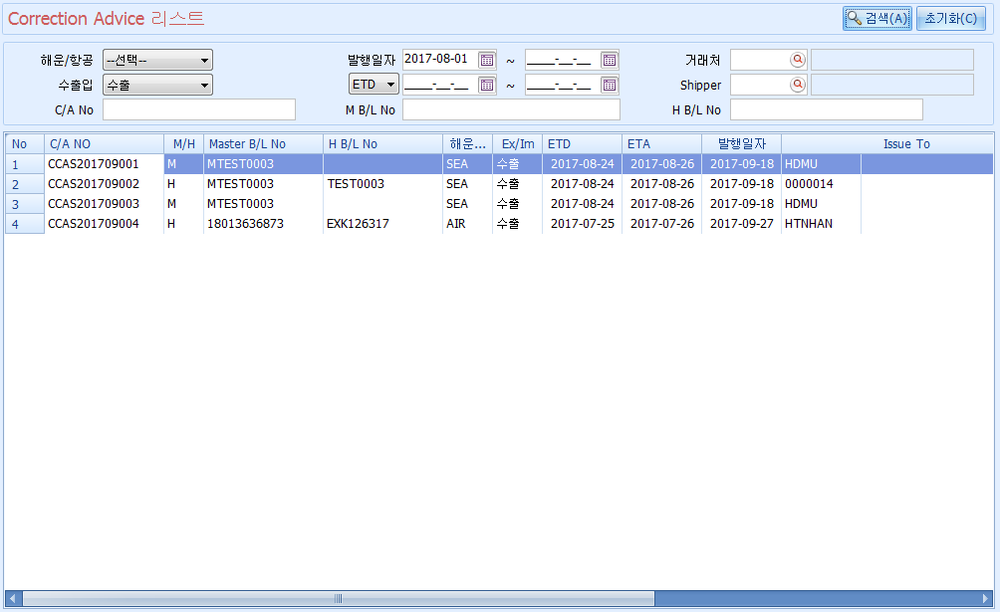 Correction Advice 리스트 검색(A) 초기화(C)
해운/항공 --선택-- 발행일자 2017-08-01 ~ ____-__-__ 거래처
수출입 수출 ETD ____-__-__ ~ ____-__-__ Shipper
C/A No M B/L No H B/L No
No C/A NO M/H Master B/L No H B/L No 해운... Ex/Im ETD ETA 발행일자 Issue To
1 CCAS201709001 M MTEST0003 SEA 수출 2017-08-24 2017-08-26 2017-09-18 HDMU
2 CCAS201709002 H MTEST0003 TEST0003 SEA 수출 2017-08-24 2017-08-26 2017-09-18 0000014
3 CCAS201709003 M MTEST0003 SEA 수출 2017-08-24 2017-08-26 2017-09-18 HDMU
4 CCAS201709004 H 18013636873 EXK126317 AIR 수출 2017-07-25 2017-07-26 2017-09-27 HTNHAN